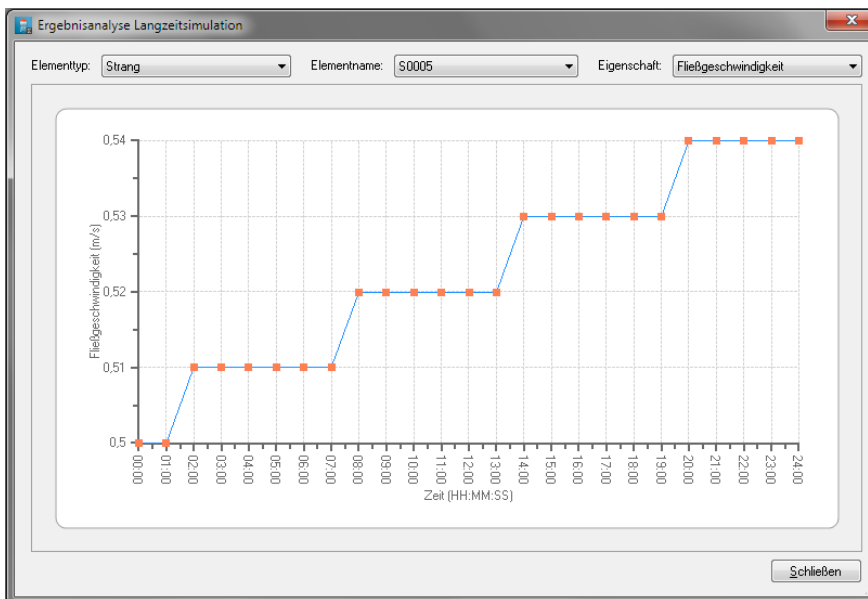 Ergebnisanalyse Langzeitsimulation
Elementtyp: Strang Elementname: S0005 Eigenschaft: Fließgeschwindigkeit
Fließgeschwindigkeit (m/s)
0,54
0,53
0,52
0,51
0,5
00:00 01:00 02:00 03:00 04:00 05:00 06:00 07:00 08:00 09:00 10:00 11:00 12:00 13:00 14:00 15:00 16:00 17:00 18:00 19:00 20:00 21:00 22:00 23:00 24:00
Zeit (HH:MM:SS)
Schließen